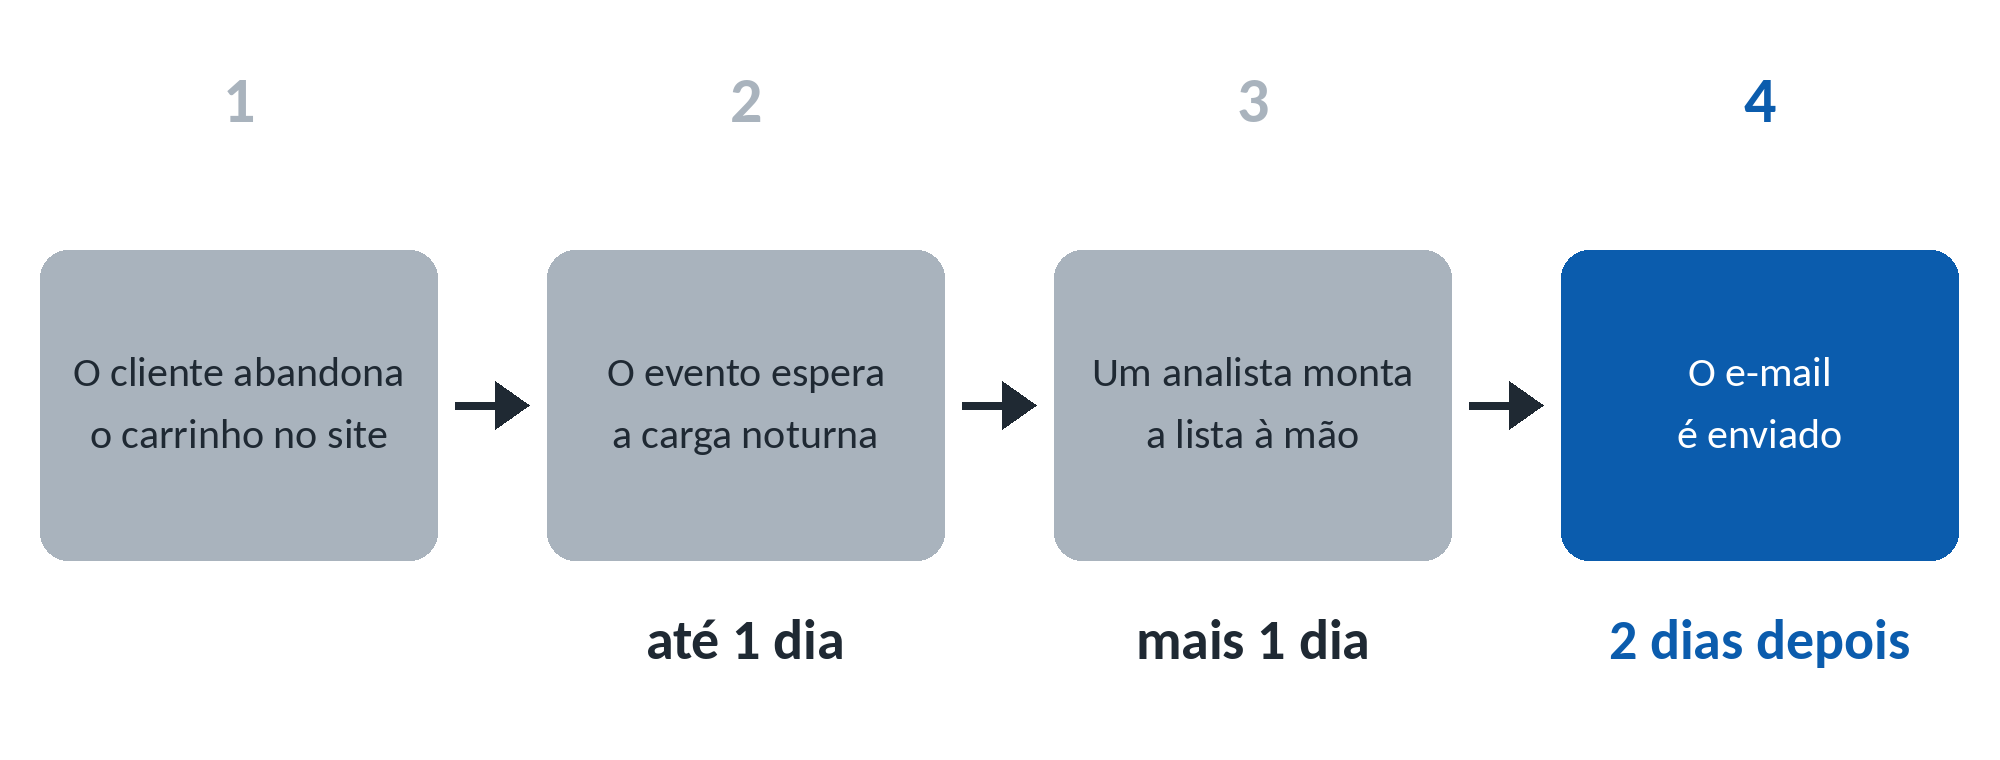 1
2
3
4
O cliente abandona
o carrinho no site
O evento espera
a carga noturna
Um analista monta
a lista à mão
O e-mail
é enviado
até 1 dia
mais 1 dia
2 dias depois